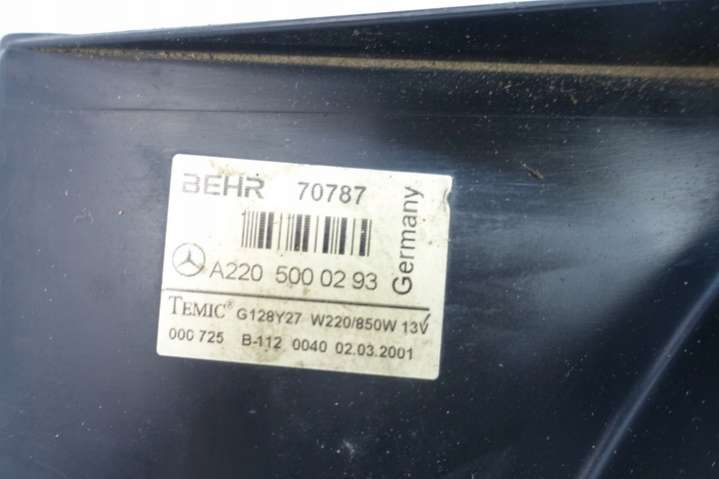 BEHR 70787
A220 500 02 93
Germany
TEMIC® G128Y27 W220/850W 13V
000 725 B-112 0040 02.03.2001